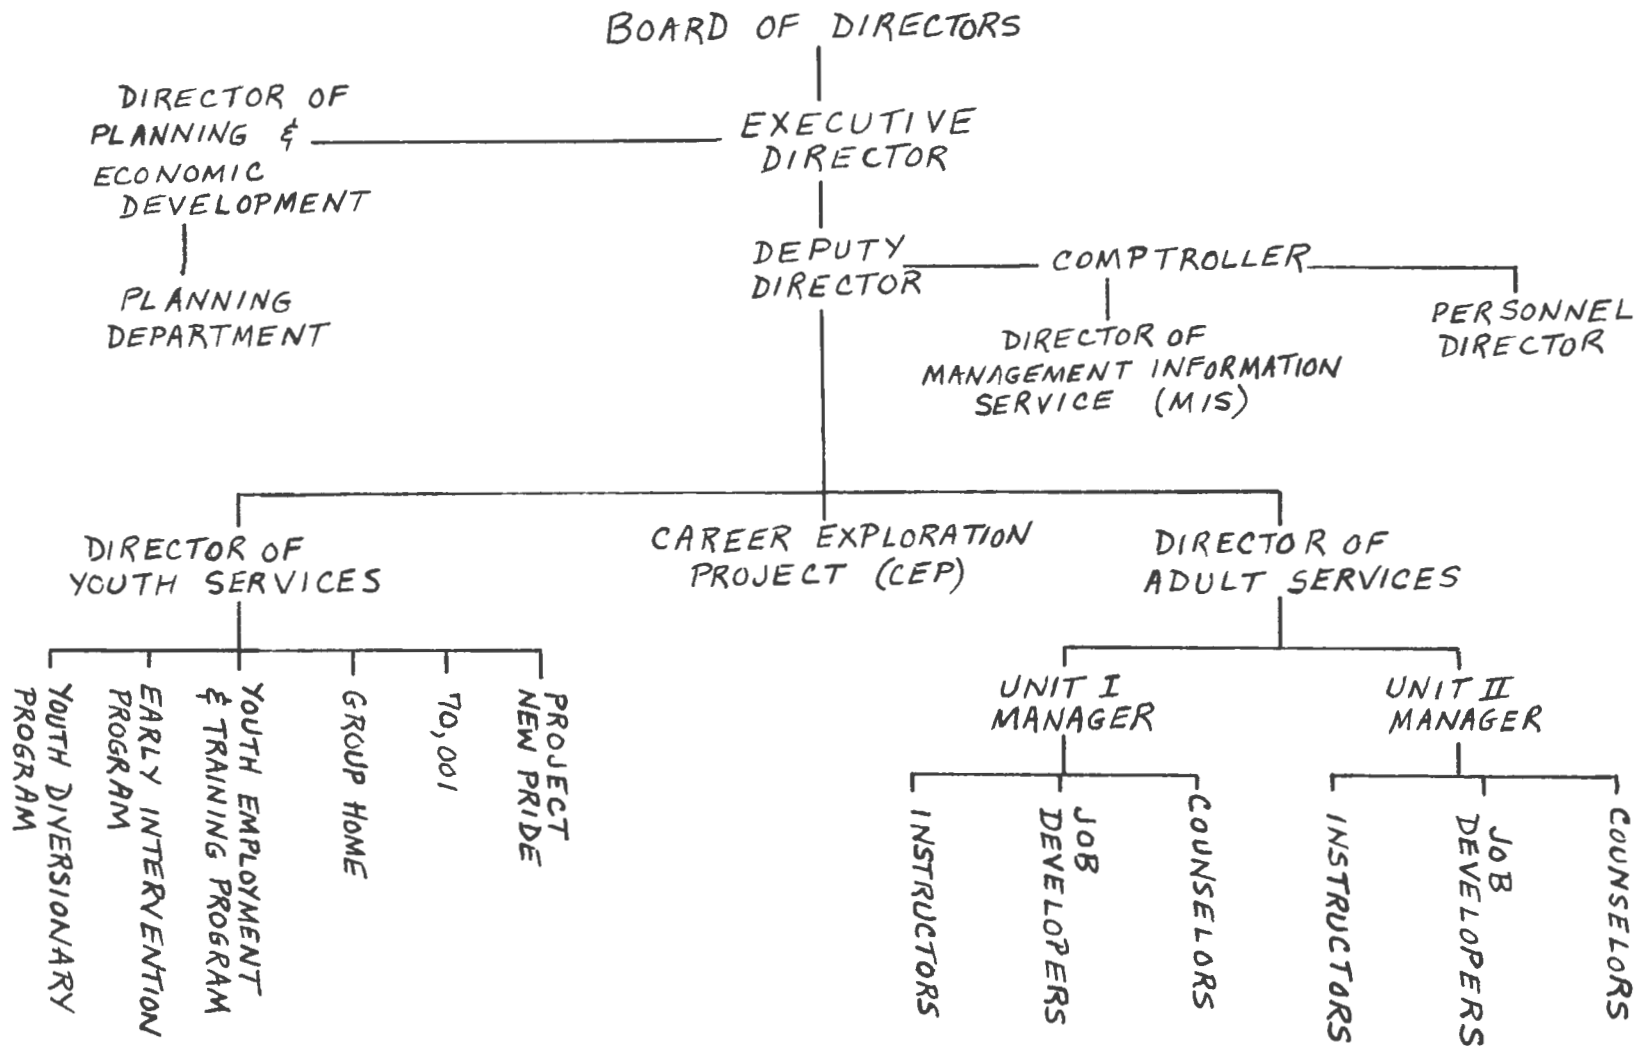 BOARD OF DIRECTORS
DIRECTOR OF
PLANNING &
ECONOMIC
DEVELOPMENT
EXECUTIVE
DIRECTOR
PLANNING
DEPARTMENT
DEPUTY
DIRECTOR
COMPTROLLER
DIRECTOR OF
MANAGEMENT INFORMATION
SERVICE (MIS)
PERSONNEL
DIRECTOR
DIRECTOR OF
YOUTH SERVICES
CAREER EXPLORATION
PROJECT (CEP)
DIRECTOR OF
ADULT SERVICES
YOUTH DIVERSIONARY
PROGRAM
EARLY INTERVENTION
PROGRAM
YOUTH EMPLOYMENT
& TRAINING PROGRAM
GROUP HOME
70,001
PROJECT
NEW PRIDE
UNIT I
MANAGER
UNIT II
MANAGER
INSTRUCTORS
JOB
DEVELOPERS
COUNSELORS
INSTRUCTORS
JOB
DEVELOPERS
COUNSELORS